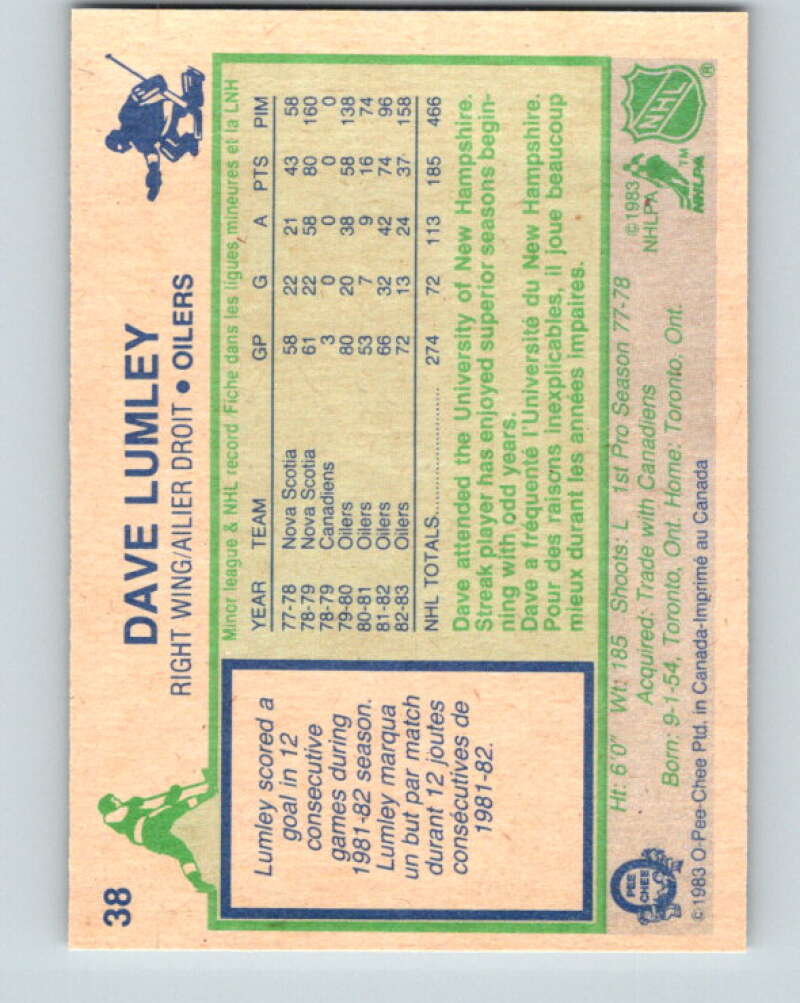 38
DAVE LUMLEY
RIGHT WING/AILIER DROIT • OILERS
Lumley scored a
goal in 12
consecutive
games during
1981-82 season.
Lumley marqua
un but par match
durant 12 joutes
consécutives de
1981-82.
Minor league & NHL record Fiche dans les ligues mineures et la LNH
YEAR TEAM GP G A PTS PIM
77-78 Nova Scotia 58 22 21 43 58
78-79 Nova Scotia 61 22 58 80 160
78-79 Canadiens 3 0 0 0 0
79-80 Oilers 80 20 38 58 138
80-81 Oilers 53 7 9 16 74
81-82 Oilers 66 32 42 74 96
82-83 Oilers 72 13 24 37 158
NHL TOTALS.................... 274 72 113 185 466
Dave attended the University of New Hampshire.
Streak player has enjoyed superior seasons begin-
ning with odd years.
Dave a fréquenté l'Université du New Hampshire.
Pour des raisons inexplicables, il joue beaucoup
mieux durant les années impaires.
Ht: 6'0" Wt: 185 Shoots: L 1st Pro Season 77-78
Acquired: Trade with Canadiens
Born: 9-1-54, Toronto, Ont. Home: Toronto, Ont.
©1983 O-Pee-Chee Ptd. in Canada-Imprimé au Canada
PEE
CHEE
©1983
NHLPA
NHLPA™
NHL®